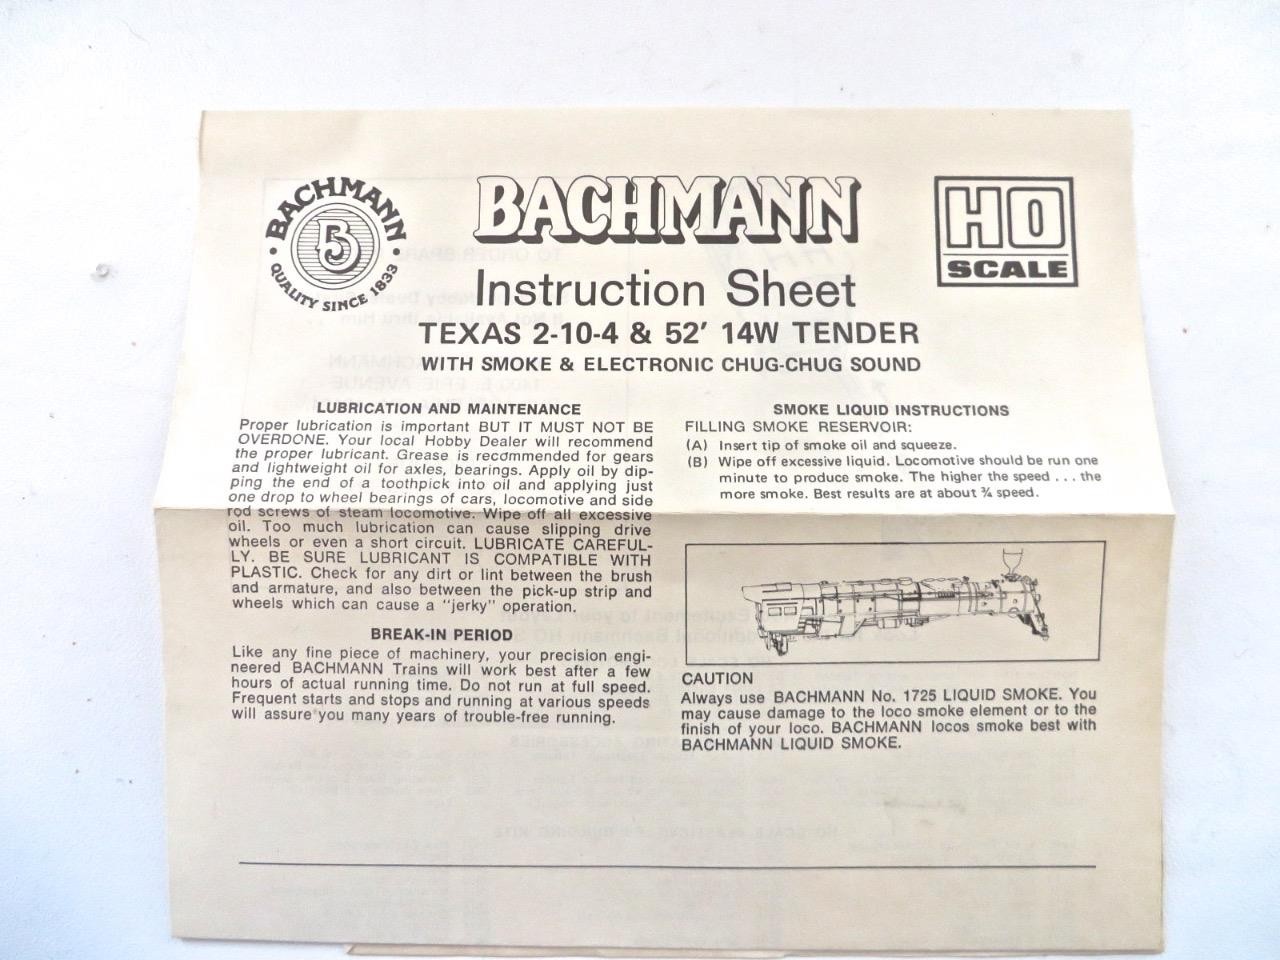 BACHMANN
B
QUALITY SINCE 1833
BACHMANN
HO
SCALE
Instruction Sheet
TEXAS 2-10-4 & 52' 14W TENDER
WITH SMOKE & ELECTRONIC CHUG-CHUG SOUND
LUBRICATION AND MAINTENANCE
Proper lubrication is important BUT IT MUST NOT BE
OVERDONE. Your local Hobby Dealer will recommend
the proper lubricant. Grease is recommended for gears
and lightweight oil for axles, bearings. Apply oil by dip-
ping the end of a toothpick into oil and applying just
one drop to wheel bearings of cars, locomotive and side
rod screws of steam locomotive. Wipe off all excessive
oil. Too much lubrication can cause slipping drive
wheels or even a short circuit. LUBRICATE CAREFUL-
LY. BE SURE LUBRICANT IS COMPATIBLE WITH
PLASTIC. Check for any dirt or lint between the brush
and armature, and also between the pick-up strip and
wheels which can cause a "jerky" operation.
BREAK-IN PERIOD
Like any fine piece of machinery, your precision engi-
neered BACHMANN Trains will work best after a few
hours of actual running time. Do not run at full speed.
Frequent starts and stops and running at various speeds
will assure you many years of trouble-free running.
SMOKE LIQUID INSTRUCTIONS
FILLING SMOKE RESERVOIR:
(A) Insert tip of smoke oil and squeeze.
(B) Wipe off excessive liquid. Locomotive should be run one
minute to produce smoke. The higher the speed . . . the
more smoke. Best results are at about ¾ speed.
CAUTION
Always use BACHMANN No. 1725 LIQUID SMOKE. You
may cause damage to the loco smoke element or to the
finish of your loco. BACHMANN locos smoke best with
BACHMANN LIQUID SMOKE.